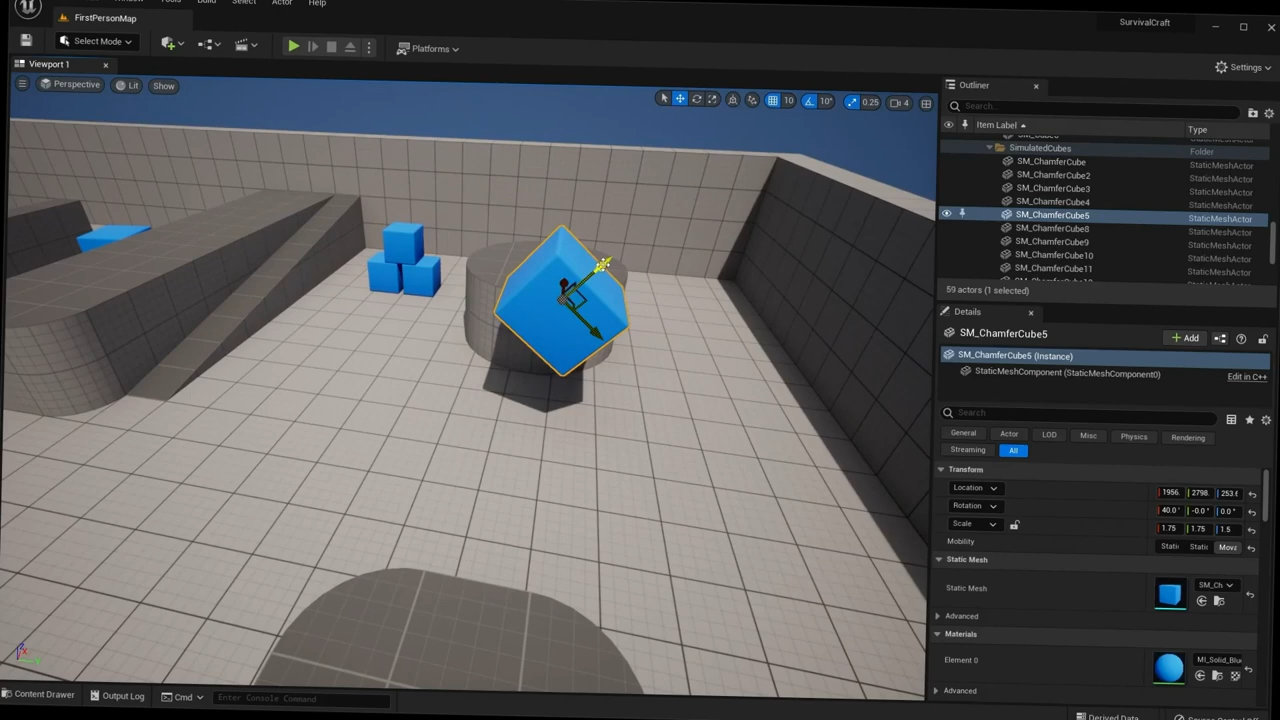 Window Tools Build Select Actor Help
FirstPersonMap
SurvivalCraft
Select Mode
Platforms
Settings
Viewport 1
Perspective
Lit
Show
10
10°
0.25
4
Outliner
Search...
Item Label
Type
SimulatedCubes
Folder
SM_ChamferCube
StaticMeshActor
SM_ChamferCube2
StaticMeshActor
SM_ChamferCube3
StaticMeshActor
SM_ChamferCube4
StaticMeshActor
SM_ChamferCube5
StaticMeshActor
SM_ChamferCube8
StaticMeshActor
SM_ChamferCube9
StaticMeshActor
SM_ChamferCube10
StaticMeshActor
SM_ChamferCube11
StaticMeshActor
59 actors (1 selected)
Details
SM_ChamferCube5
Add
SM_ChamferCube5 (Instance)
StaticMeshComponent (StaticMeshComponent0)
Edit in C++
Search
General
Actor
LOD
Misc
Physics
Rendering
Streaming
All
Transform
Location
1956.
2798.
253.6
Rotation
40.0°
-0.0°
0.0°
Scale
1.75
1.75
1.5
Mobility
Stati
Static
Mova
Static Mesh
Static Mesh
SM_Ch
Advanced
Materials
Element 0
MI_Solid_Blu
Advanced
Content Drawer
Output Log
Cmd
Enter Console Command
Derived Data